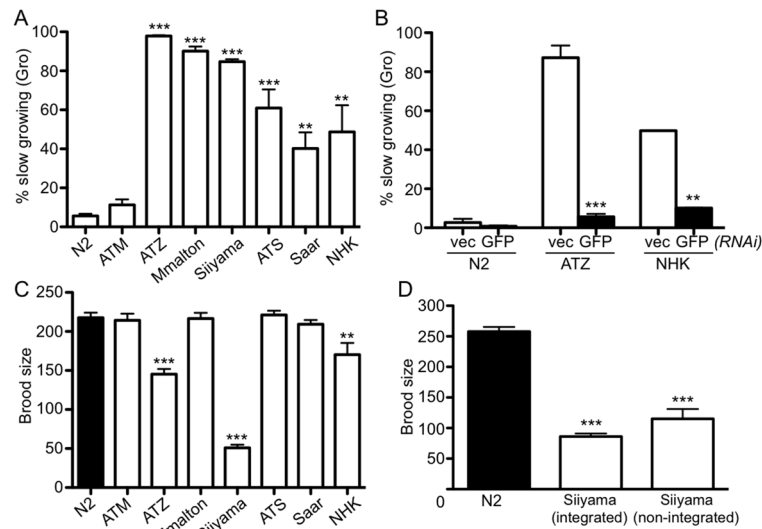 A
% slow growing (Gro)
100
80
60
40
20
0
***
***
***
***
**
**
N2
ATM
ATZ
Mmalton
Siiyama
ATS
Saar
NHK
B
% slow growing (Gro)
100
80
60
40
20
0
***
**
vec GFP vec GFP vec GFP (RNAi)
N2 ATZ NHK
C
Brood size
250
200
150
100
50
0
***
***
**
N2
ATM
ATZ
Mmalton
Siiyama
ATS
Saar
NHK
D
Brood size
300
250
200
150
100
50
0
***
***
N2 Siiyama Siiyama
(integrated) (non-integrated)